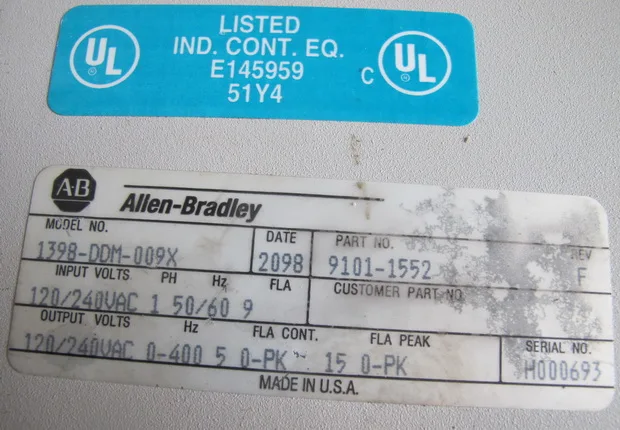 LISTED
IND. CONT. EQ.
E145959
51Y4
UL
C UL
A-B
Allen-Bradley
MODEL NO. DATE PART NO. REV
1398-DDM-009X 2098 9101-1552 F
INPUT VOLTS PH Hz FLA CUSTOMER PART NO.
120/240VAC 1 50/60 9
OUTPUT VOLTS Hz FLA CONT. FLA PEAK SERIAL NO.
120/240VAC 0-400 5 0-PK 15 0-PK H000693
MADE IN U.S.A.